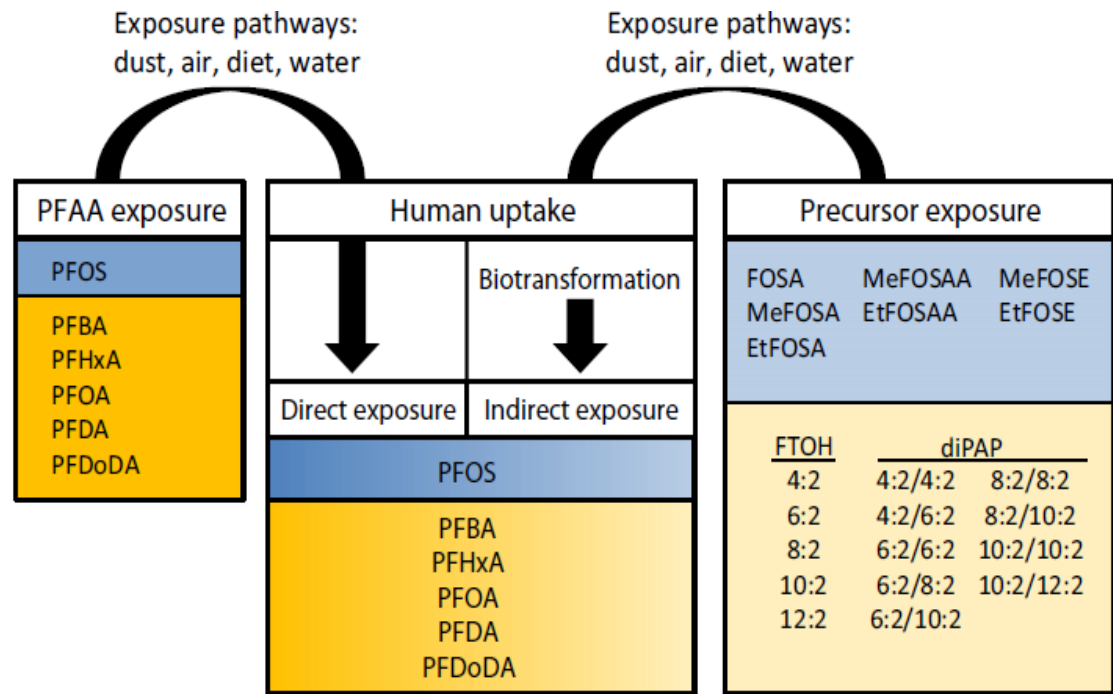 Exposure pathways:
dust, air, diet, water
Exposure pathways:
dust, air, diet, water
PFAA exposure
PFOS
PFBA
PFHxA
PFOA
PFDA
PFDoDA
Human uptake
Biotransformation
Direct exposure
Indirect exposure
PFOS
PFBA
PFHxA
PFOA
PFDA
PFDoDA
Precursor exposure
FOSA MeFOSAA MeFOSE
MeFOSA EtFOSAA EtFOSE
EtFOSA
FTOH diPAP
4:2 4:2/4:2 8:2/8:2
6:2 4:2/6:2 8:2/10:2
8:2 6:2/6:2 10:2/10:2
10:2 6:2/8:2 10:2/12:2
12:2 6:2/10:2